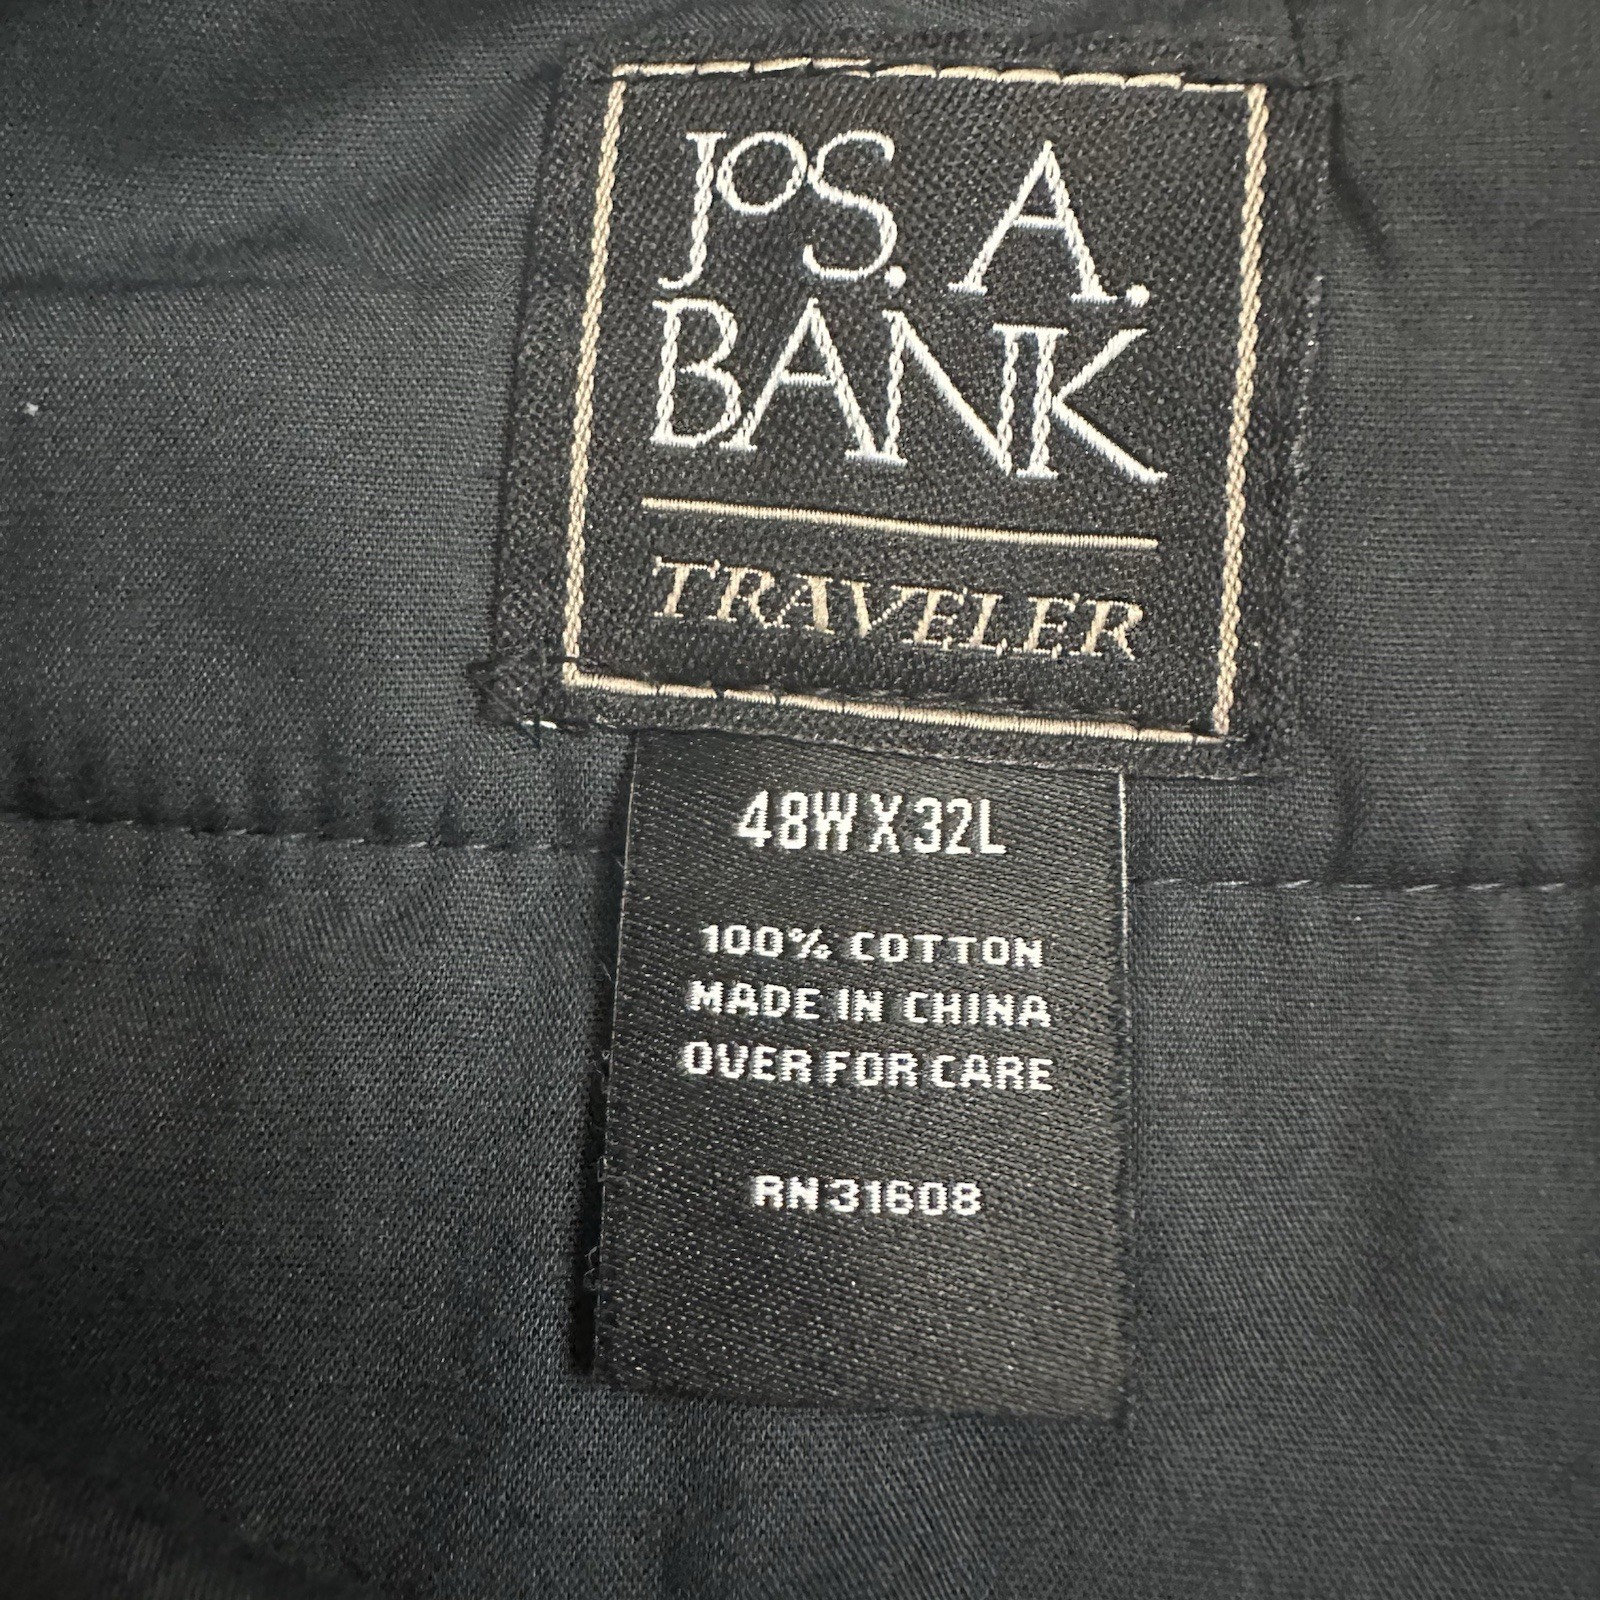 JoS. A.
BANK
TRAVELER
48W X 32L
100% COTTON
MADE IN CHINA
OVER FOR CARE
RN 31608